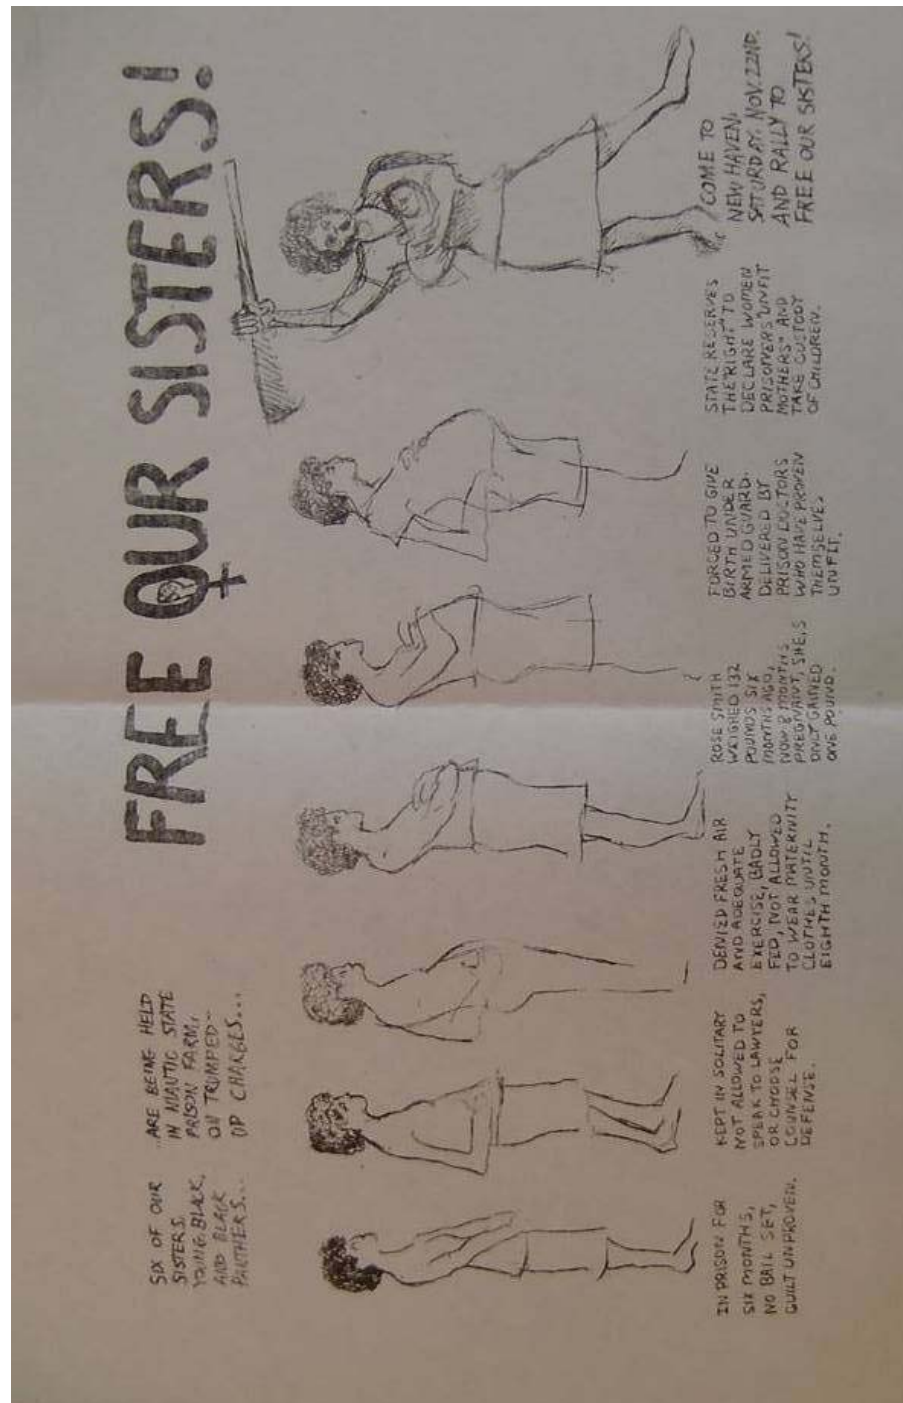 SIX OF OUR
SISTERS,
YOUNG, BLACK,
AND BLACK
PANTHERS...
...ARE BEING HELD
IN NIANTIC STATE
PRISON FARM,
ON TRUMPED-
UP CHARGES...
FREE OUR SISTERS!
IN PRISON FOR
SIX MONTHS,
NO BAIL SET,
GUILT UNPROVEN.
KEPT IN SOLITARY
NOT ALLOWED TO
SPEAK TO LAWYERS,
OR CHOOSE
COUNSEL FOR
DEFENSE.
DENIED FRESH AIR
AND ADEQUATE
EXERCISE, BADLY
FED, NOT ALLOWED
TO WEAR MATERNITY
CLOTHES UNTIL
EIGHTH MONTH.
ROSE SMITH
WEIGHED 132
POUNDS SIX
MONTHS AGO,
NOW 8 MONTHS
PREGNANT, SHE,S
ONLY GAINED
ONE POUND.
FORCED TO GIVE
BIRTH UNDER
ARMED GUARD.
DELIVERED BY
PRISON DOCTORS
WHO HAVE PROVEN
THEMSELVES
UNFIT.
STATE RESERVES
THE "RIGHT" TO
DECLARE WOMEN
PRISONERS "UNFIT
MOTHERS" AND
TAKE CUSTODY
OF CHILDREN.
COME TO
NEW HAVEN,
SATURDAY, NOV. 22ND.
AND RALLY TO
FREE OUR SISTERS!